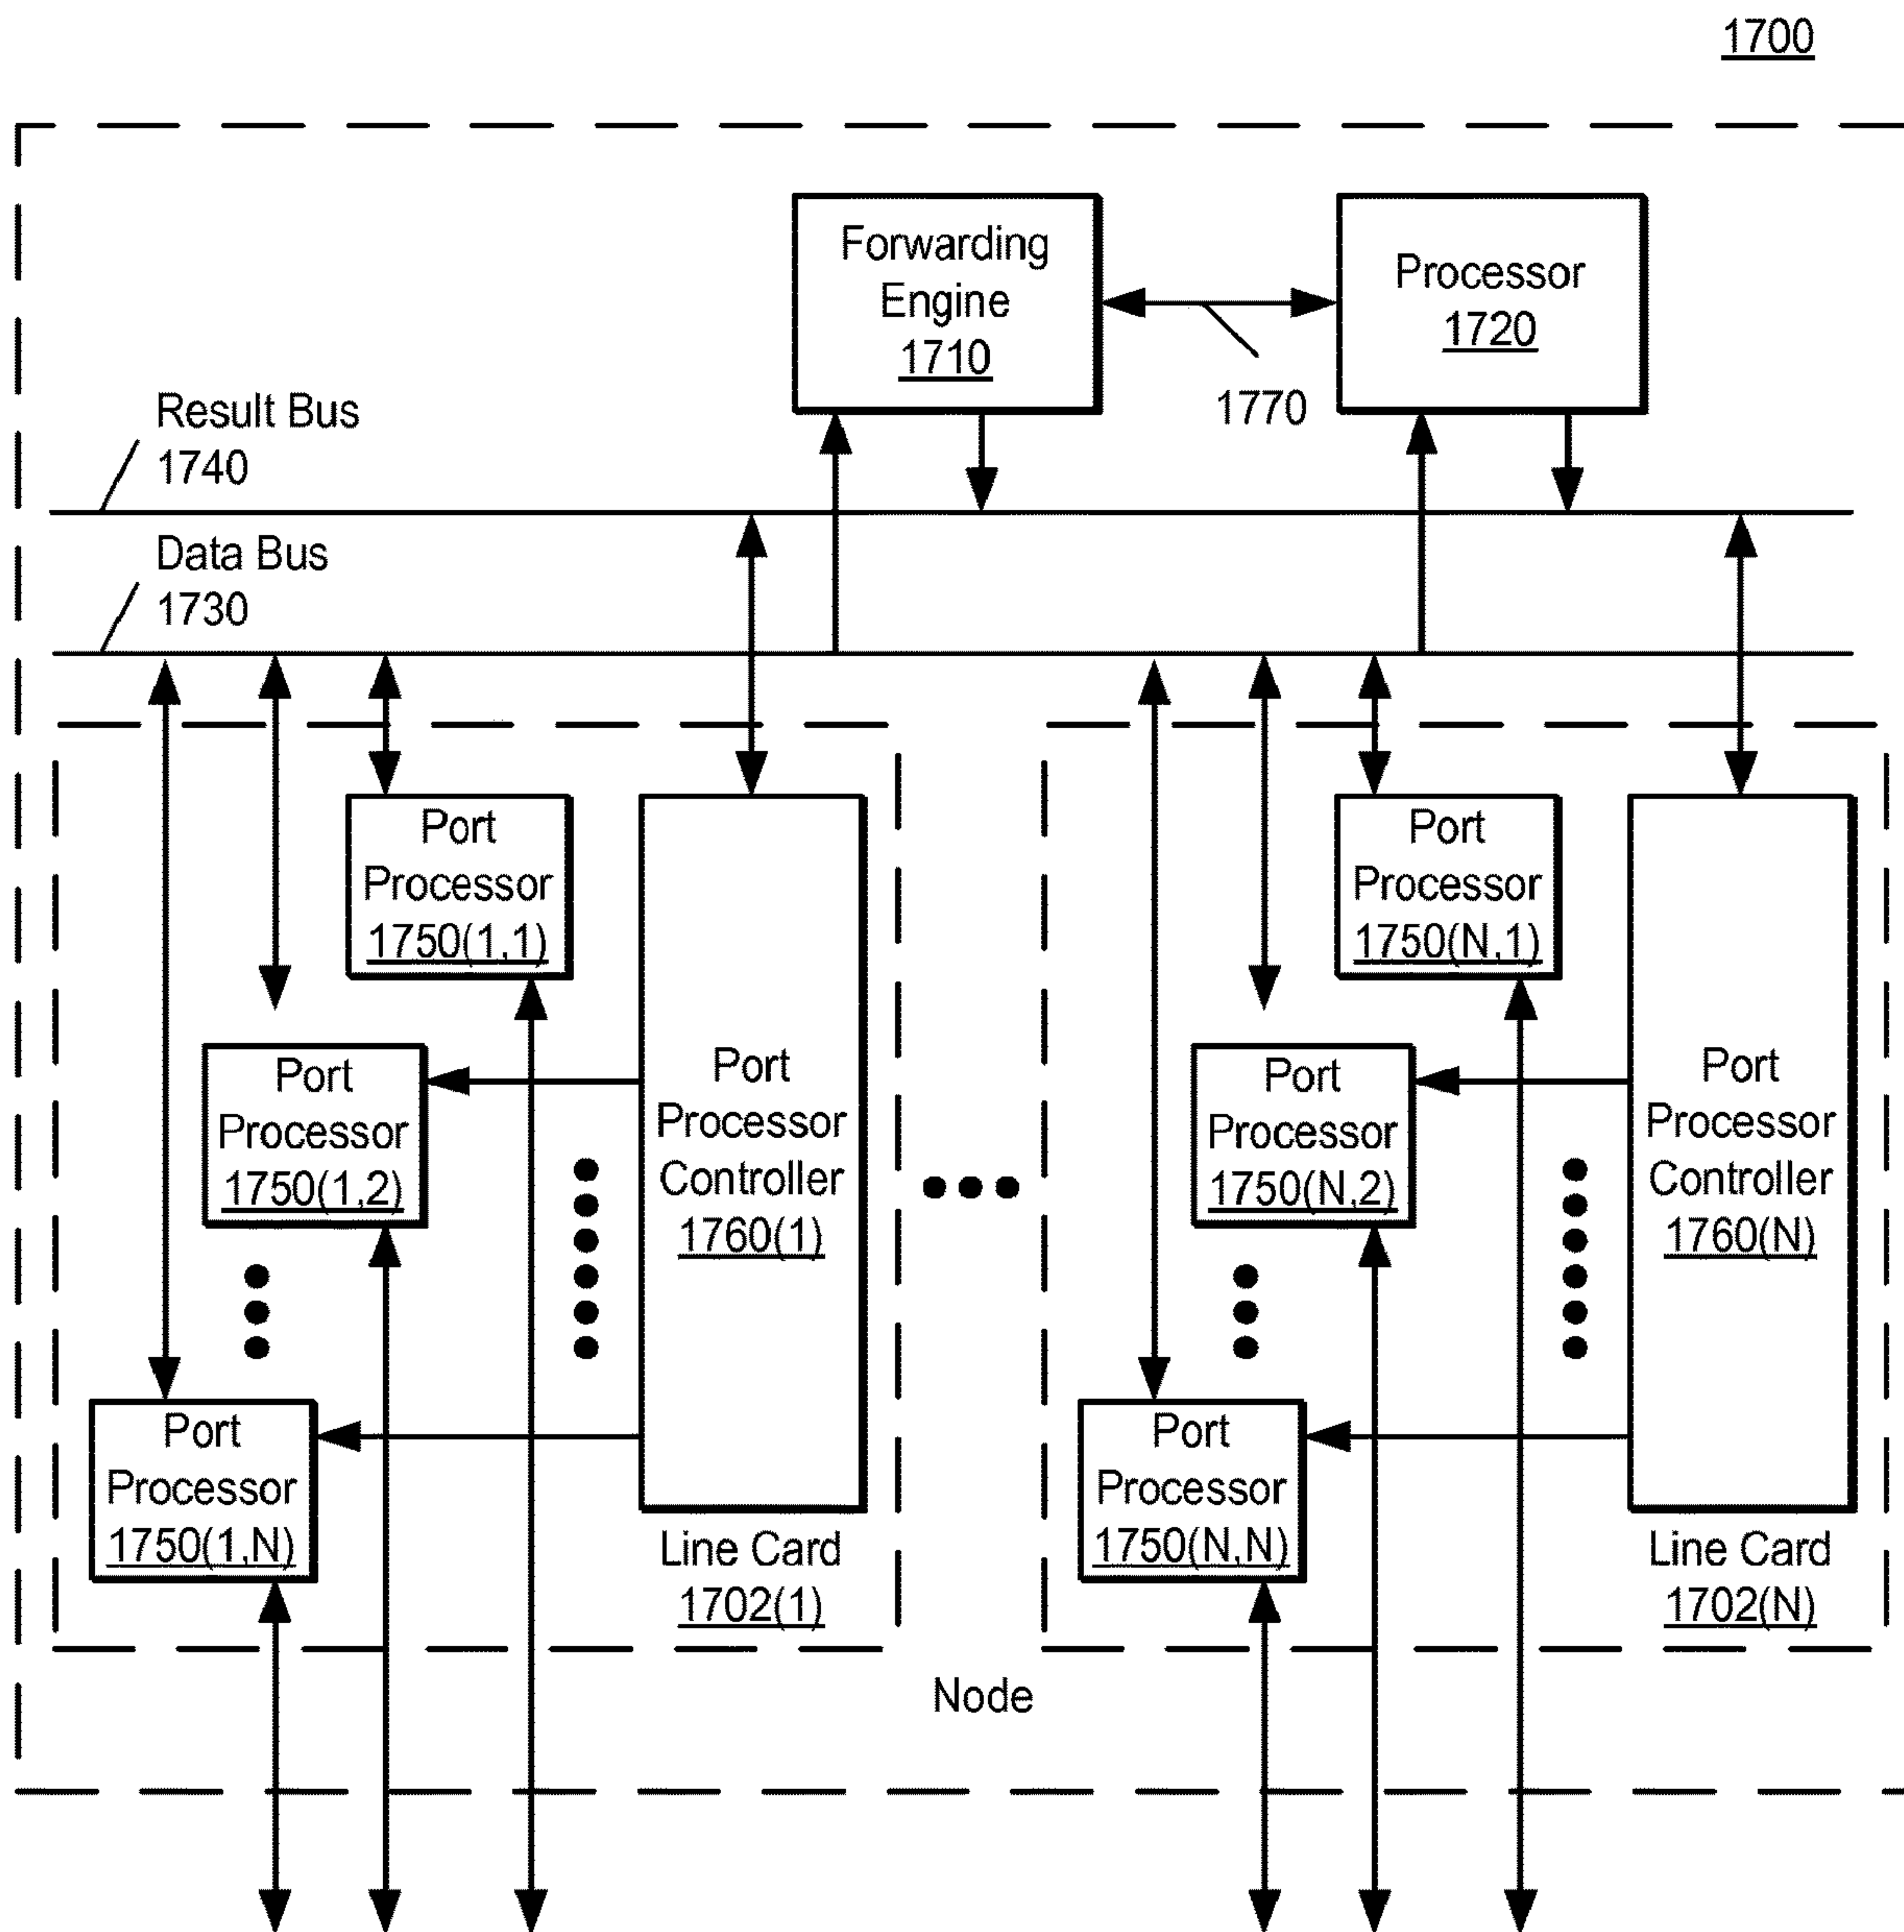 1700
Forwarding
Engine
1710
Processor
1720
1770
Result Bus
1740
Data Bus
1730
Port
Processor
1750(1,1)
Port
Processor
1750(1,2)
Port
Processor
1750(1,N)
Port
Processor
Controller
1760(1)
Line Card
1702(1)
Port
Processor
1750(N,1)
Port
Processor
1750(N,2)
Port
Processor
1750(N,N)
Port
Processor
Controller
1760(N)
Line Card
1702(N)
Node